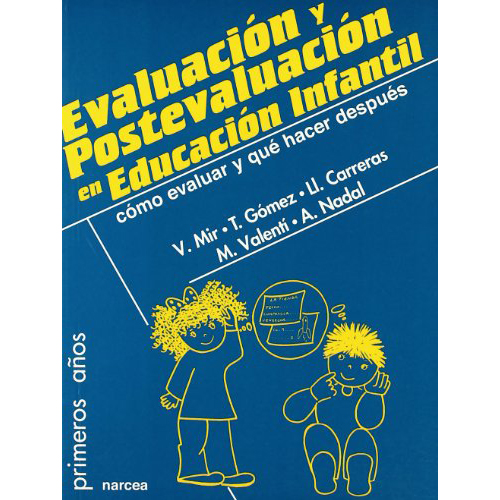 Evaluación y
Postevaluación
en Educación Infantil
cómo evaluar y qué hacer después
V. Mir • T. Gómez • Ll. Carreras
M. Valentí • A. Nadal
primeros años
narcea